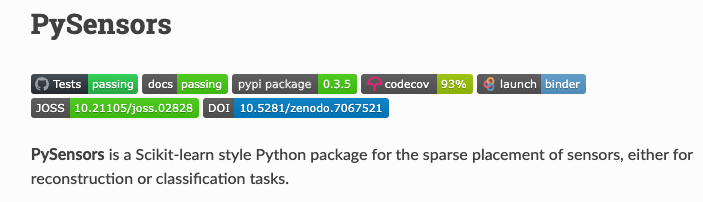 PySensors
Tests passing docs passing pypi package 0.3.5 codecov 93% launch binder
JOSS 10.21105/joss.02828 DOI 10.5281/zenodo.7067521
PySensors is a Scikit-learn style Python package for the sparse placement of sensors, either for
reconstruction or classification tasks.